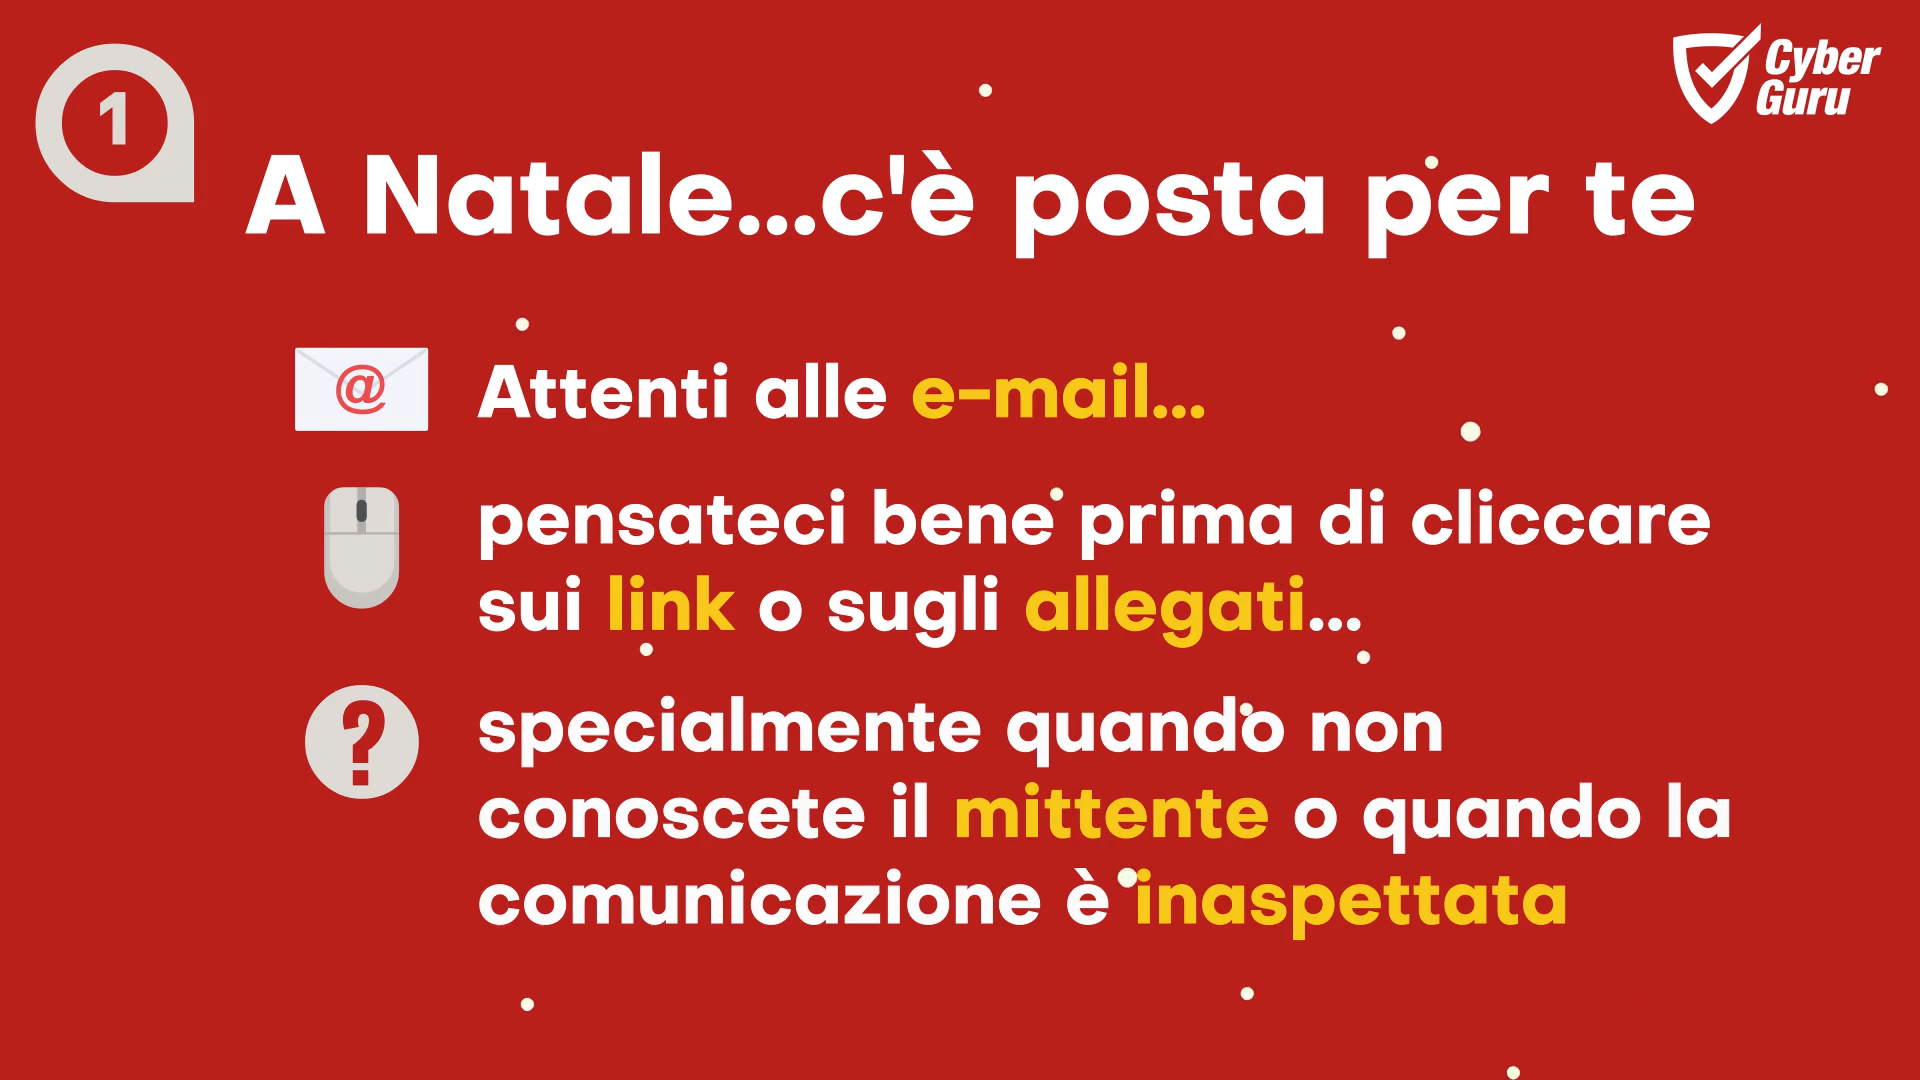 1
Cyber
Guru
A Natale...c'è posta per te
@
Attenti alle e-mail...
pensateci bene prima di cliccare
sui link o sugli allegati...
?
specialmente quando non
conoscete il mittente o quando la
comunicazione è inaspettata